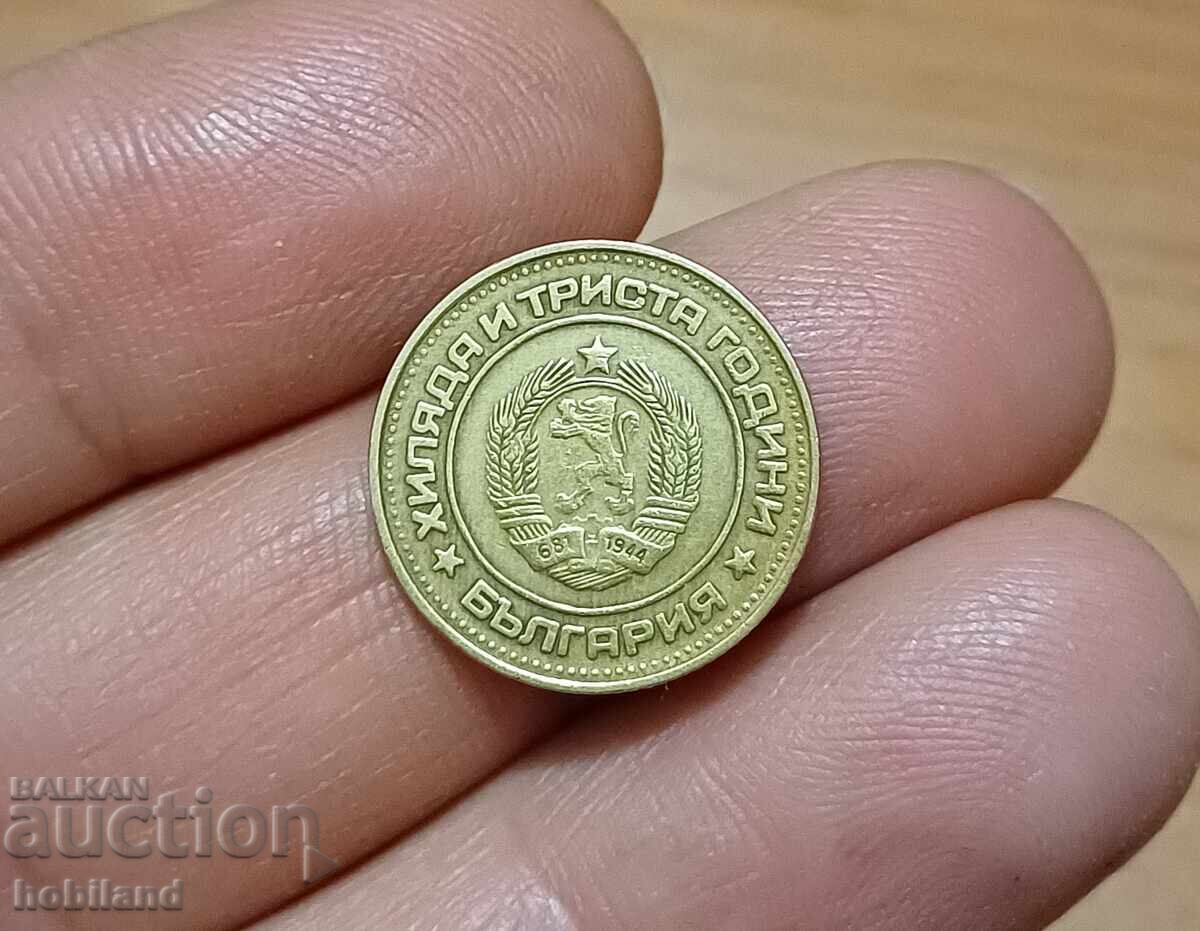 ХИЛЯДА И ТРИСТА ГОДИНИ
681 - 1944
БЪЛГАРИЯ
BALKAN
auction
hobiland